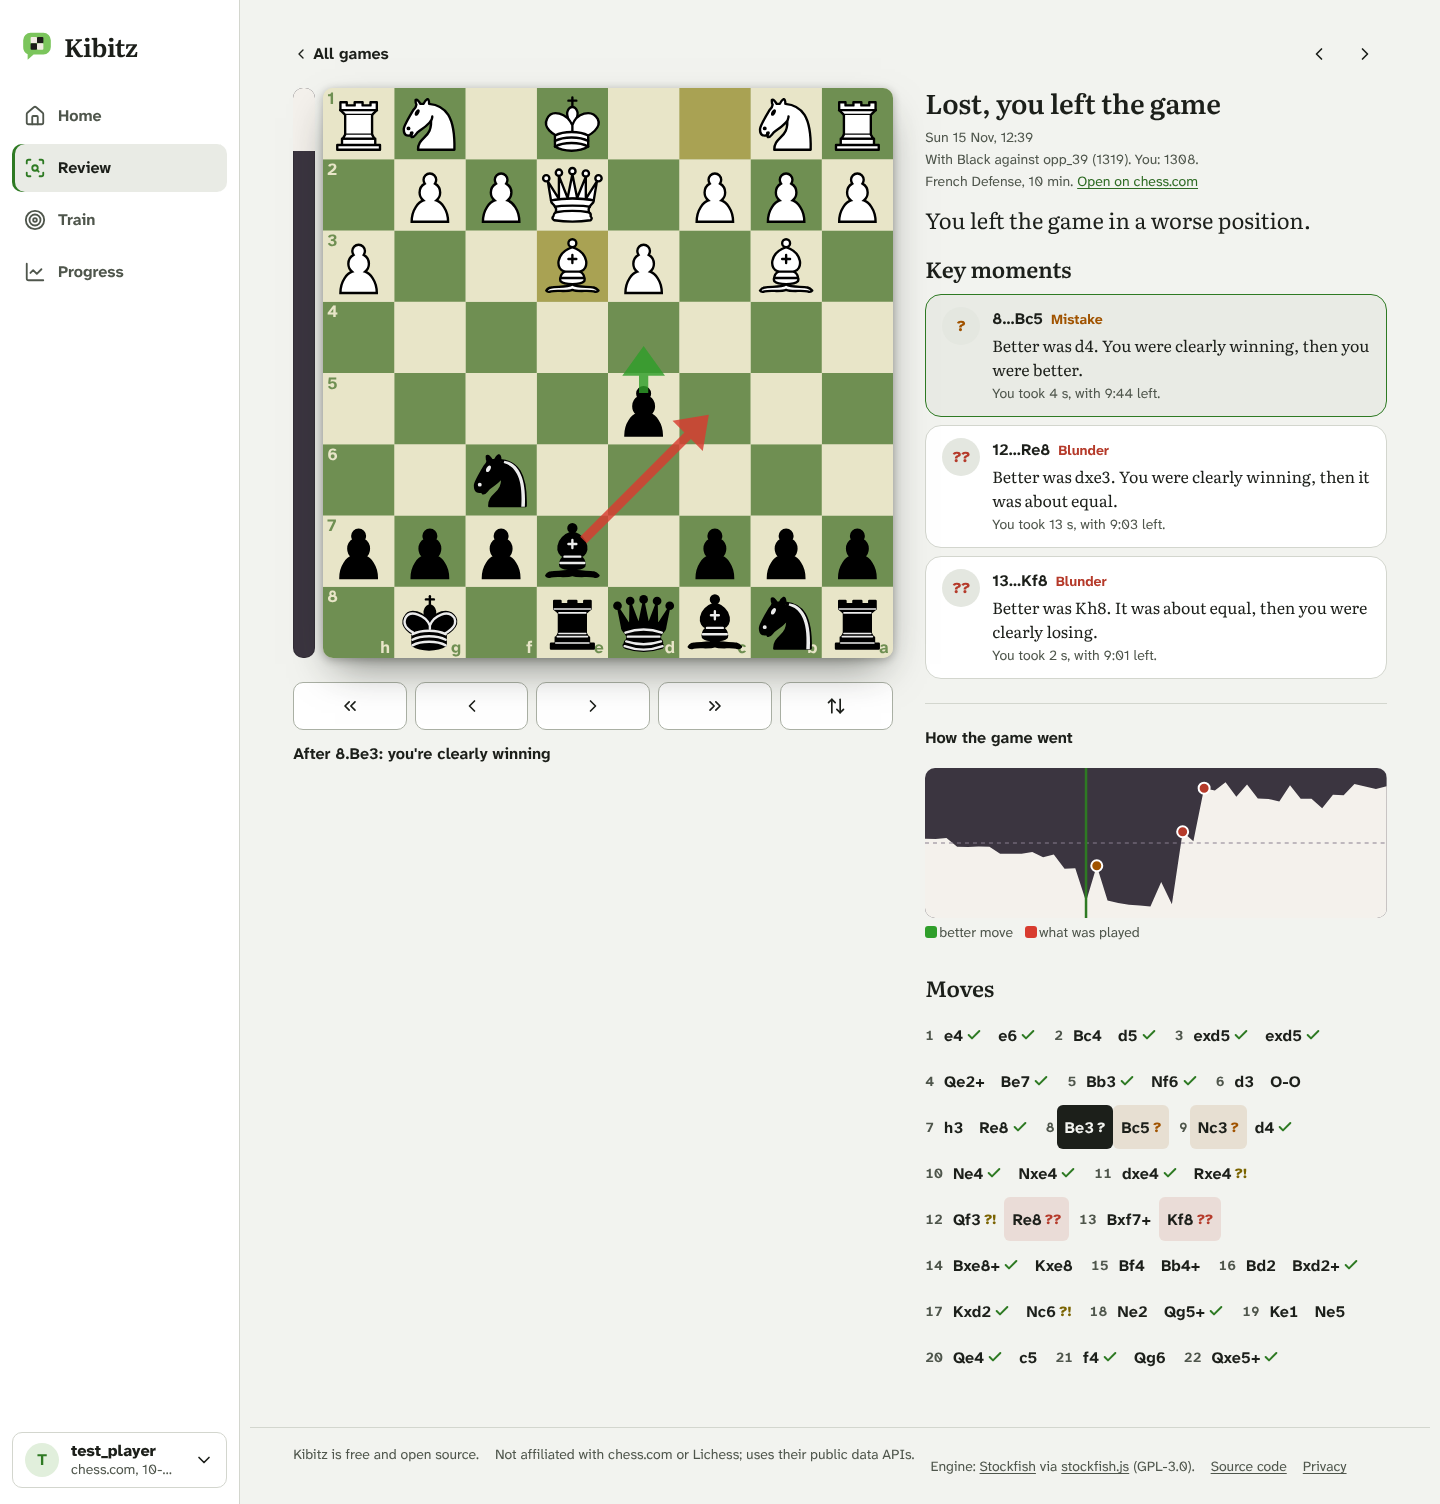 Kibitz
Home
Review
Train
Progress
test_player
chess.com, 10-...
T
All games
1
2
3
4
5
6
7
8
h g f e d c b a
After 8.Be3: you're clearly winning
Lost, you left the game
Sun 15 Nov, 12:39
With Black against opp_39 (1319). You: 1308.
French Defense, 10 min. Open on chess.com
You left the game in a worse position.
Key moments
? 8...Bc5 Mistake
Better was d4. You were clearly winning, then you
were better.
You took 4 s, with 9:44 left.
?? 12...Re8 Blunder
Better was dxe3. You were clearly winning, then it
was about equal.
You took 13 s, with 9:03 left.
?? 13...Kf8 Blunder
Better was Kh8. It was about equal, then you were
clearly losing.
You took 2 s, with 9:01 left.
How the game went
better move what was played
Moves
1 e4 e6 2 Bc4 d5 3 exd5 exd5
4 Qe2+ Be7 5 Bb3 Nf6 6 d3 O-O
7 h3 Re8 8 Be3 ? Bc5 ? 9 Nc3 ? d4
10 Ne4 Nxe4 11 dxe4 Rxe4 ?!
12 Qf3 ?! Re8 ?? 13 Bxf7+ Kf8 ??
14 Bxe8+ Kxe8 15 Bf4 Bb4+ 16 Bd2 Bxd2+
17 Kxd2 Nc6 ?! 18 Ne2 Qg5+ 19 Ke1 Ne5
20 Qe4 c5 21 f4 Qg6 22 Qxe5+
Kibitz is free and open source. Not affiliated with chess.com or Lichess; uses their public data APIs.
Engine: Stockfish via stockfish.js (GPL-3.0). Source code Privacy